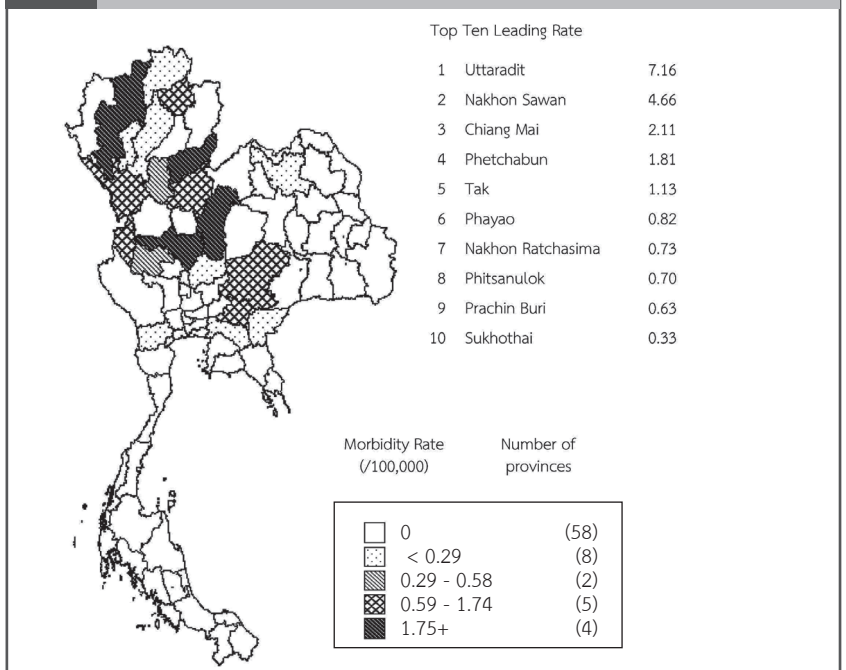 Top Ten Leading Rate
1 Uttaradit 7.16
2 Nakhon Sawan 4.66
3 Chiang Mai 2.11
4 Phetchabun 1.81
5 Tak 1.13
6 Phayao 0.82
7 Nakhon Ratchasima 0.73
8 Phitsanulok 0.70
9 Prachin Buri 0.63
10 Sukhothai 0.33
Morbidity Rate Number of
(/100,000) provinces
0 (58)
< 0.29 (8)
0.29 - 0.58 (2)
0.59 - 1.74 (5)
1.75+ (4)